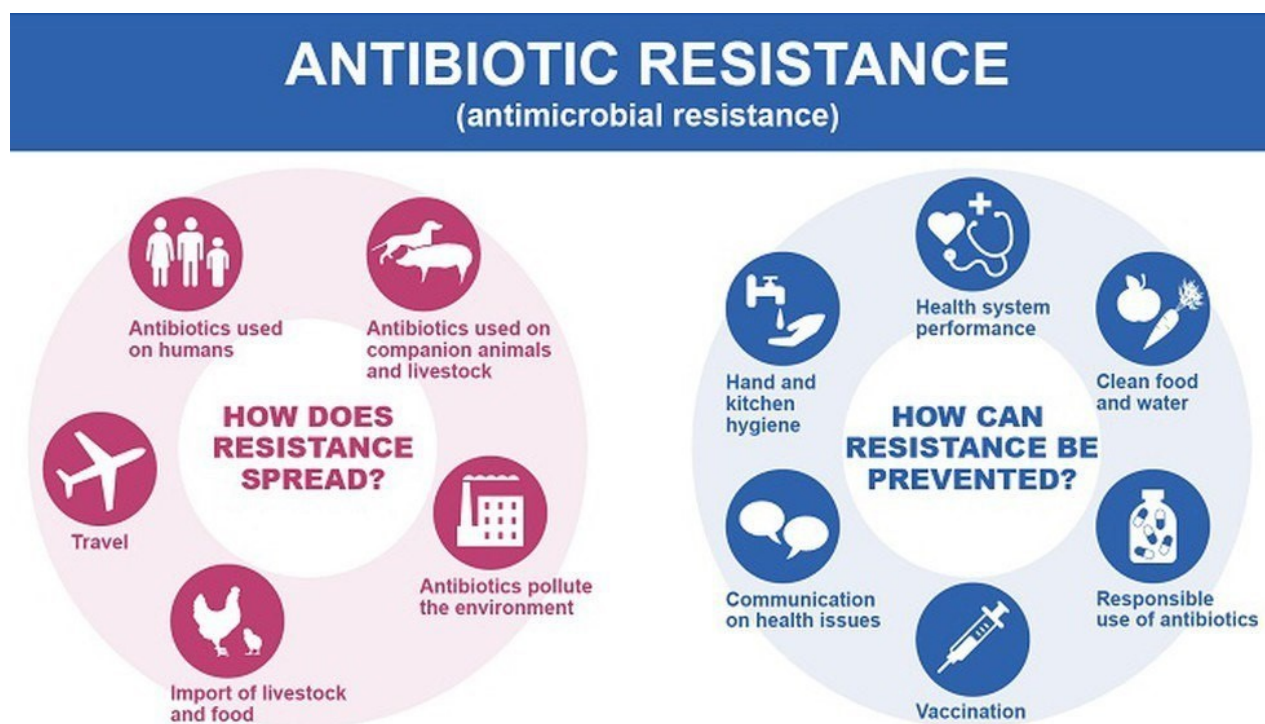 ANTIBIOTIC RESISTANCE
(antimicrobial resistance)
Antibiotics used
on humans
Antibiotics used on
companion animals
and livestock
HOW DOES
RESISTANCE
SPREAD?
Travel
Antibiotics pollute
the environment
Import of livestock
and food
Health system
performance
Hand and
kitchen
hygiene
Clean food
and water
HOW CAN
RESISTANCE BE
PREVENTED?
Communication
on health issues
Responsible
use of antibiotics
Vaccination